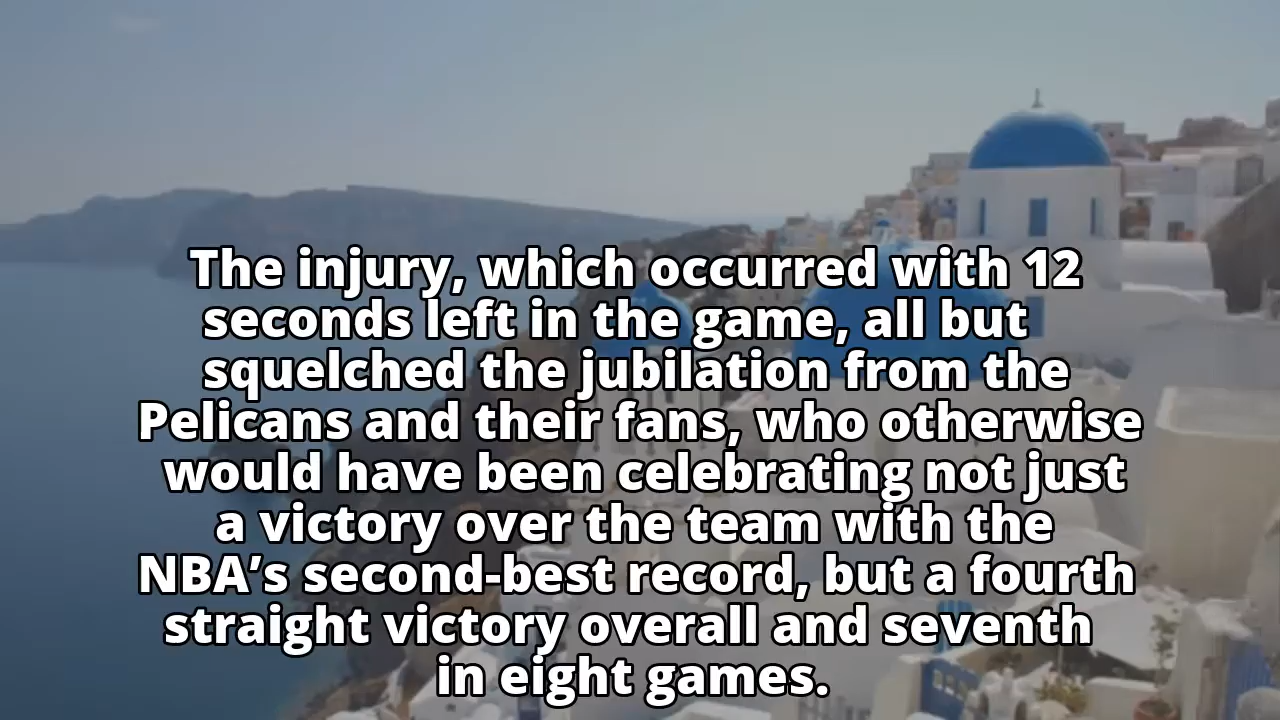 The injury, which occurred with 12
seconds left in the game, all but
squelched the jubilation from the
Pelicans and their fans, who otherwise
would have been celebrating not just
a victory over the team with the
NBA’s second-best record, but a fourth
straight victory overall and seventh
in eight games.